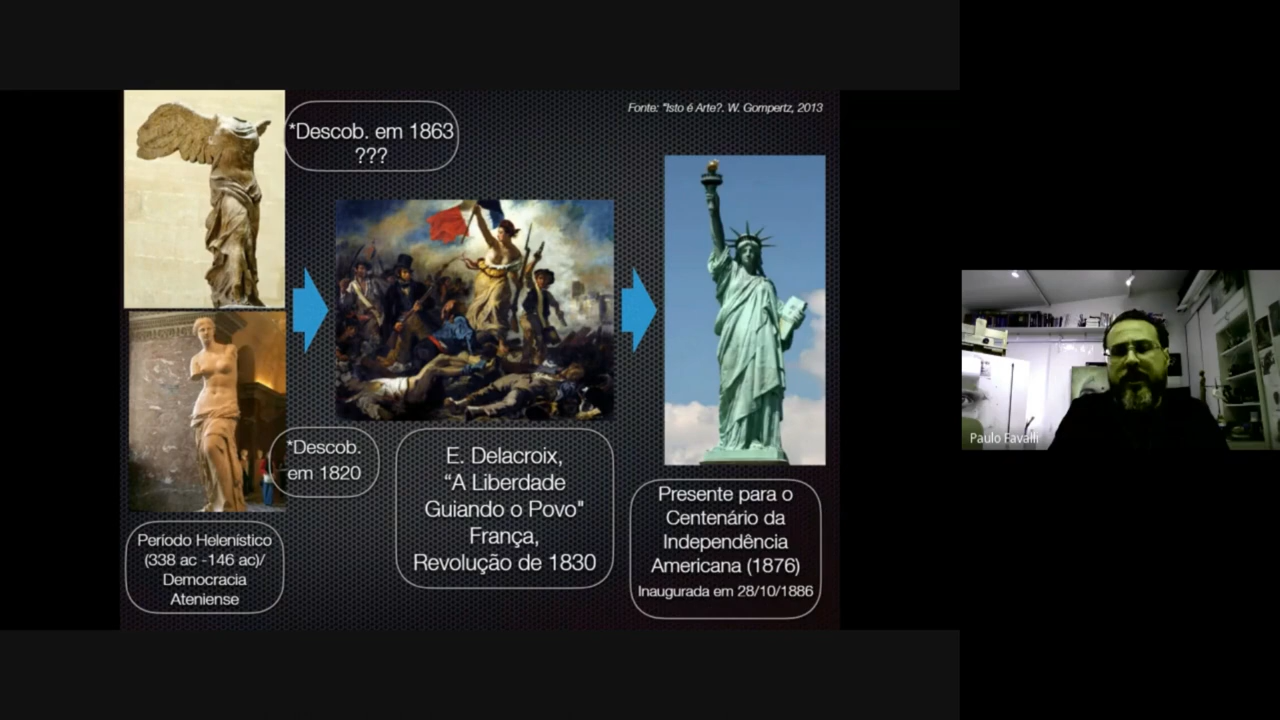 Fonte: "Isto é Arte?. W. Gompertz, 2013
*Descob. em 1863
???
*Descob.
em 1820
Período Helenístico
(338 ac -146 ac)/
Democracia
Ateniense
E. Delacroix,
“A Liberdade
Guiando o Povo"
França,
Revolução de 1830
Presente para o
Centenário da
Independência
Americana (1876)
Inaugurada em 28/10/1886
Paulo Favalli